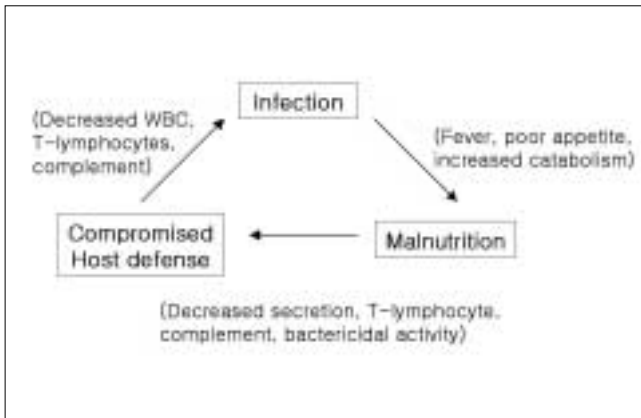 Infection
(Decreased WBC,
T-lymphocytes,
complement)
(Fever, poor appetite,
increased catabolism)
Compromised
Host defense
Malnutrition
(Decreased secretion, T-lymphocyte,
complement, bactericidal activity)